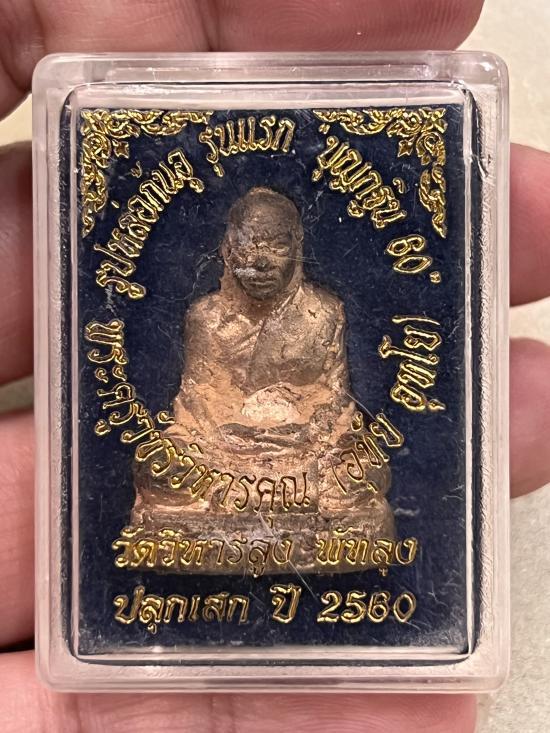 รูปหล่อก้นอุ รุ่นแรก บุญกฐิน 60
พระครูวชิรวิหารคุณ (อุทัย อุทโย)
วัดวิหารสูง พัทลุง
ปลุกเสก ปี 2560